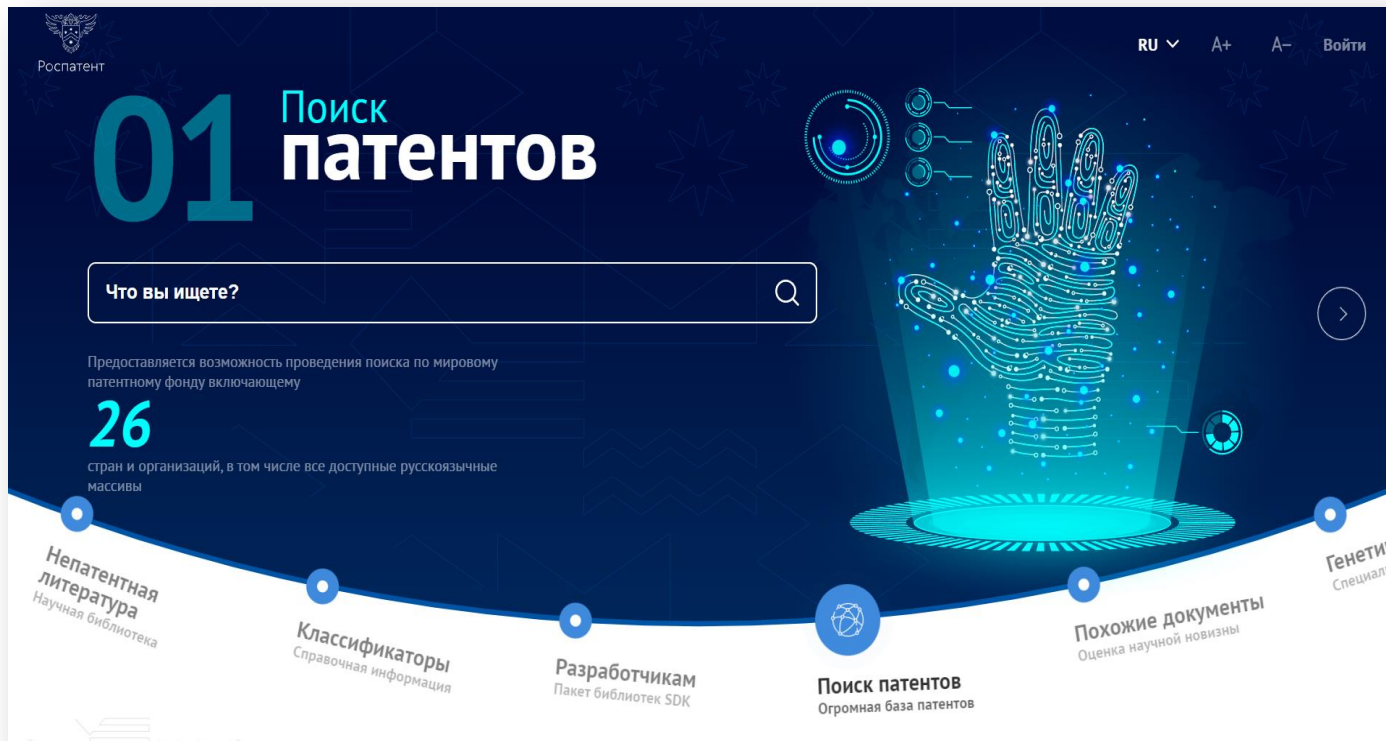 Роспатент
RU
А+
А–
Войти
01
Поиск
патентов
Что вы ищете?
Предоставляется возможность проведения поиска по мировому
патентному фонду включающему
26
стран и организаций, в том числе все доступные русскоязычные
массивы
Непатентная
литература
Научная библиотека
Классификаторы
Справочная информация
Разработчикам
Пакет библиотек SDK
Поиск патентов
Огромная база патентов
Похожие документы
Оценка научной новизны